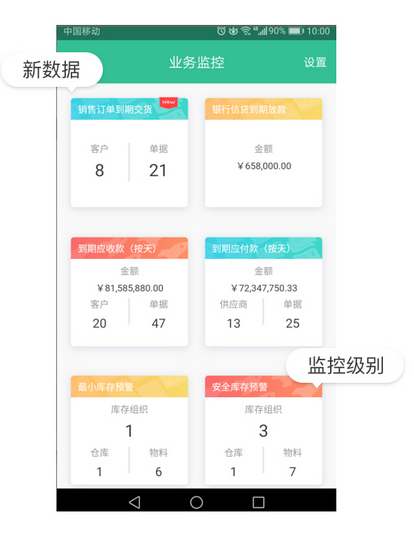 中国移动 90% 10:00
新数据
业务监控 设置
销售订单到期交货 New
客户 单据
8 21
银行信贷到期放款
金额
￥658,000.00
到期应收款（按天）
金额
￥81,585,880.00
客户 单据
20 47
到期应付款（按天）
金额
￥72,347,750.33
供应商 单据
13 25
监控级别
最小库存预警
库存组织
1
仓库 物料
1 6
安全库存预警
库存组织
3
仓库 物料
1 7